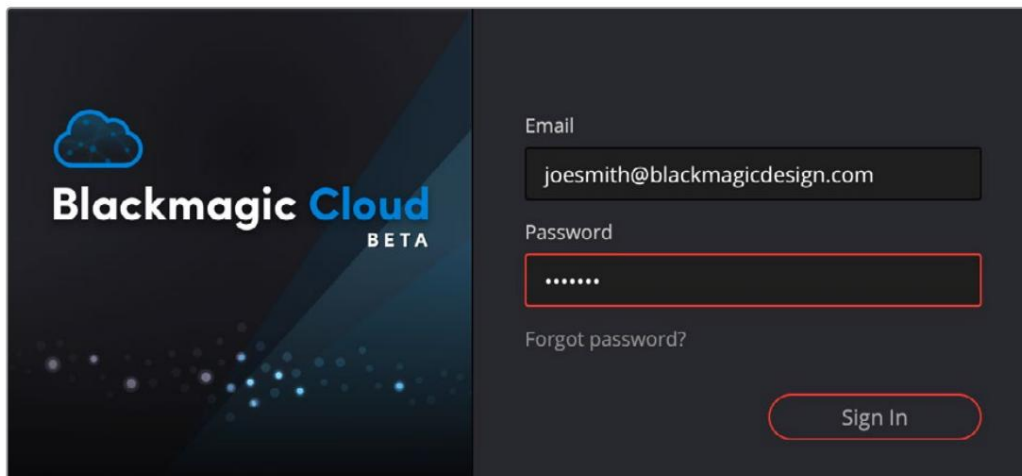 Blackmagic Cloud
BETA
Email
joesmith@blackmagicdesign.com
Password
•••••••
Forgot password?
Sign In